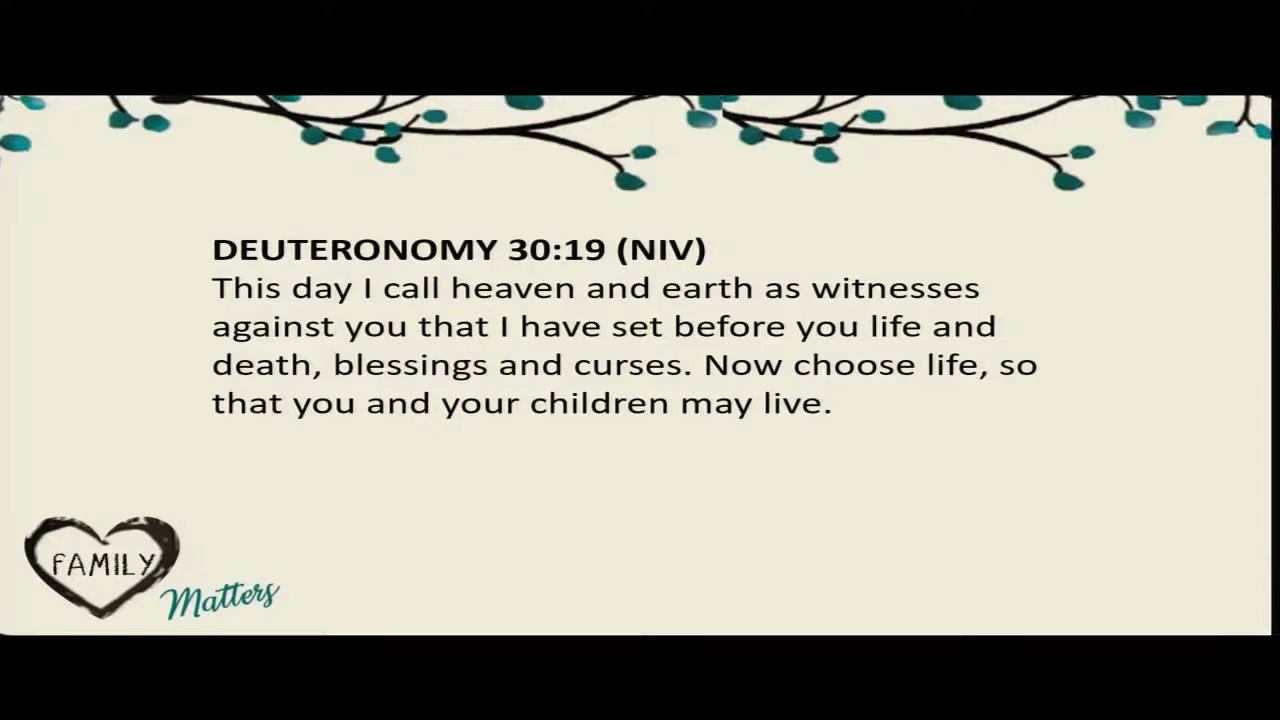 DEUTERONOMY 30:19 (NIV)
This day I call heaven and earth as witnesses
against you that I have set before you life and
death, blessings and curses. Now choose life, so
that you and your children may live.
FAMILY
Matters